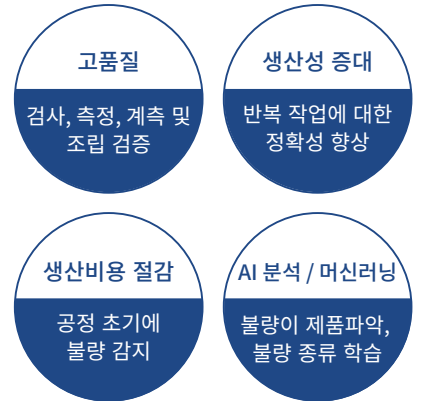 고품질
검사, 측정, 계측 및
조립 검증
생산성 증대
반복 작업에 대한
정확성 향상
생산비용 절감
공정 초기에
불량 감지
AI 분석 / 머신러닝
불량이 제품파악,
불량 종류 학습